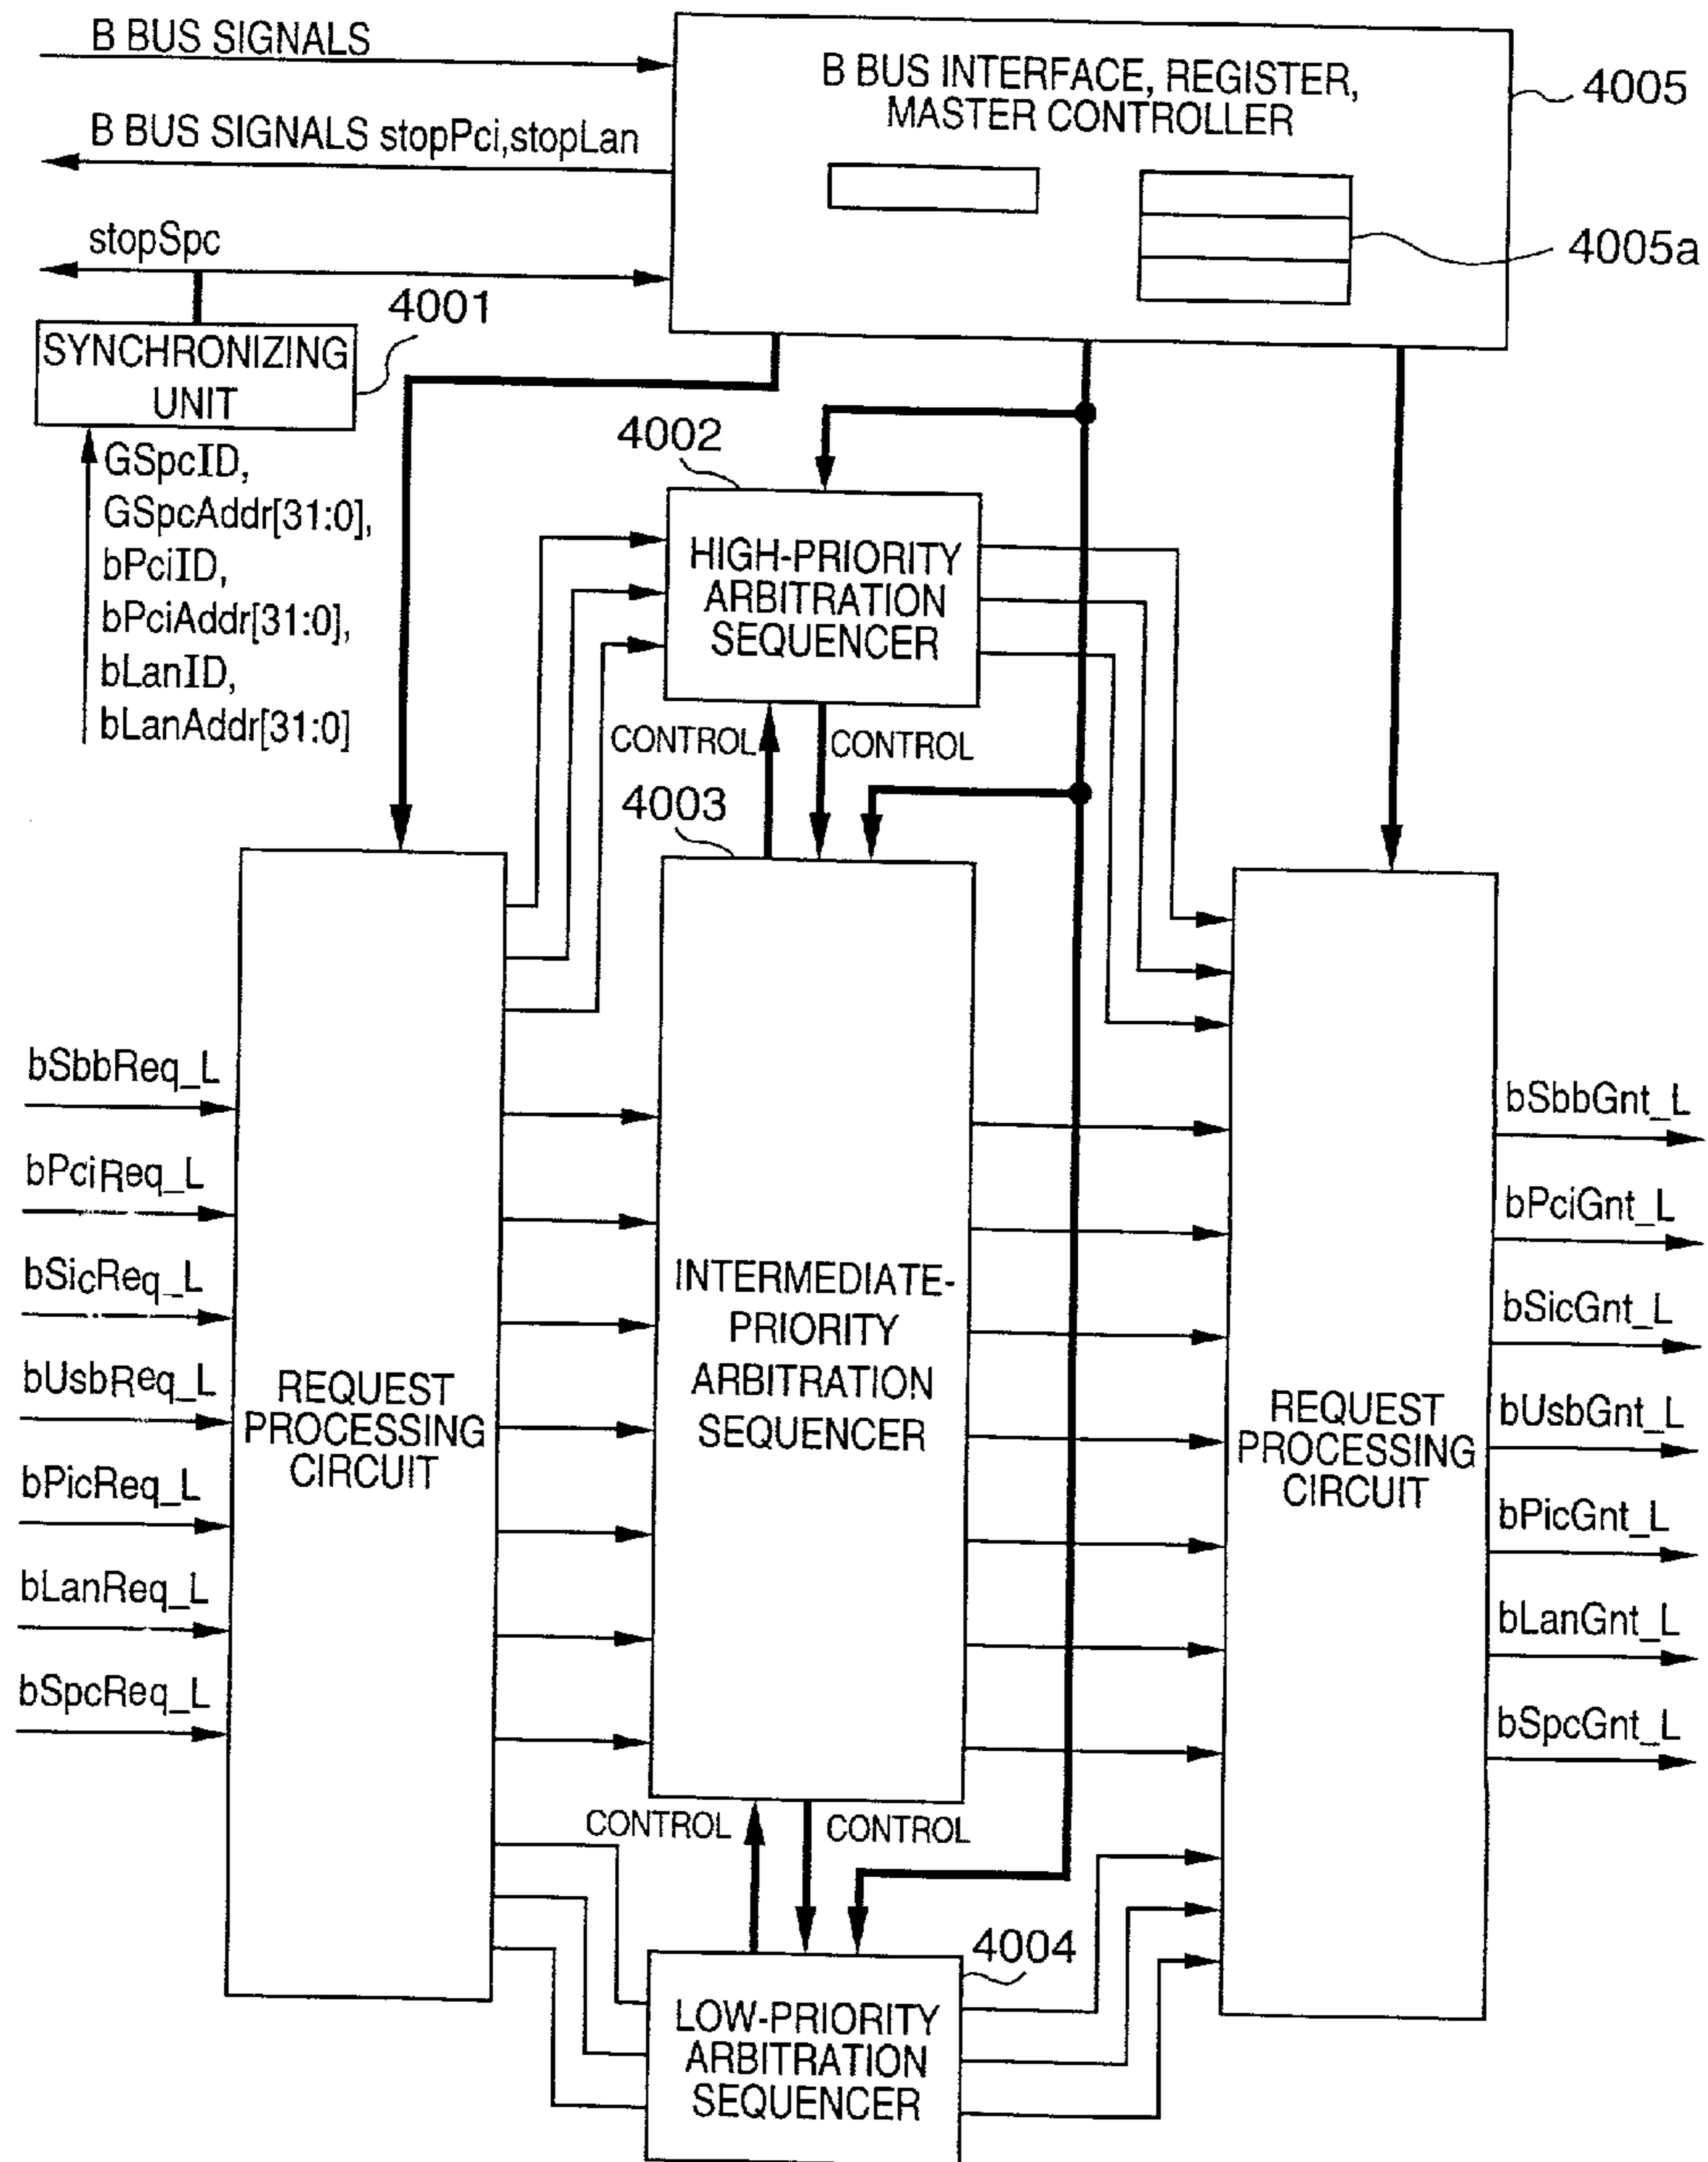 B BUS SIGNALS
B BUS INTERFACE, REGISTER,
MASTER CONTROLLER
4005
B BUS SIGNALS stopPci,stopLan
4005a
stopSpc
4001
SYNCHRONIZING
UNIT
GSpcID,
GSpcAddr[31:0],
bPciID,
bPciAddr[31:0],
bLanID,
bLanAddr[31:0]
4002
HIGH-PRIORITY
ARBITRATION
SEQUENCER
CONTROL
CONTROL
4003
bSbbReq_L
bPciReq_L
bSicReq_L
bUsbReq_L
bPicReq_L
bLanReq_L
bSpcReq_L
REQUEST
PROCESSING
CIRCUIT
INTERMEDIATE-
PRIORITY
ARBITRATION
SEQUENCER
REQUEST
PROCESSING
CIRCUIT
bSbbGnt_L
bPciGnt_L
bSicGnt_L
bUsbGnt_L
bPicGnt_L
bLanGnt_L
bSpcGnt_L
CONTROL
CONTROL
4004
LOW-PRIORITY
ARBITRATION
SEQUENCER